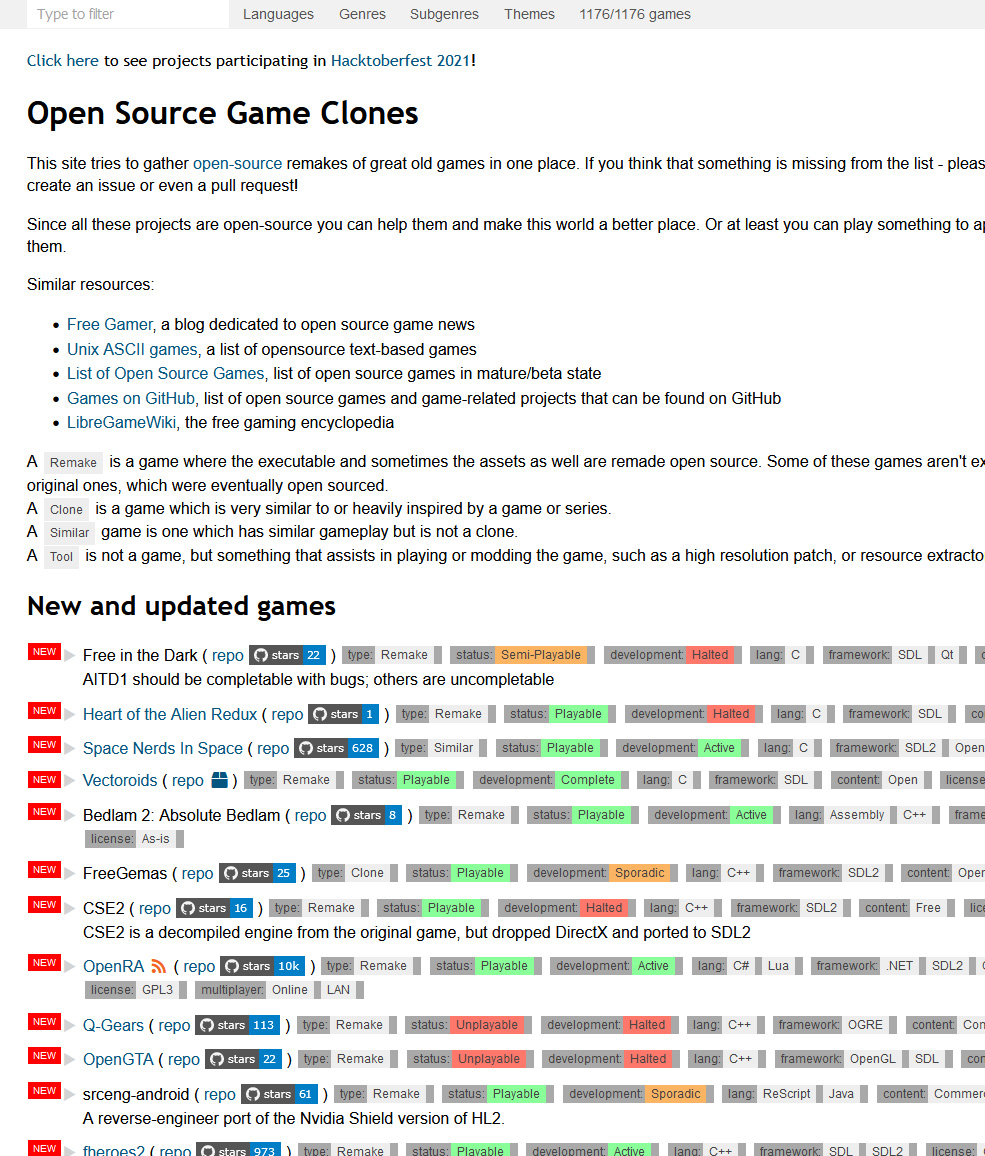 Type to filter Languages Genres Subgenres Themes 1176/1176 games
Click here to see projects participating in Hacktoberfest 2021!
Open Source Game Clones
This site tries to gather open-source remakes of great old games in one place. If you think that something is missing from the list - pleas
create an issue or even a pull request!
Since all these projects are open-source you can help them and make this world a better place. Or at least you can play something to a
them.
Similar resources:
• Free Gamer, a blog dedicated to open source game news
• Unix ASCII games, a list of opensource text-based games
• List of Open Source Games, list of open source games in mature/beta state
• Games on GitHub, list of open source games and game-related projects that can be found on GitHub
• LibreGameWiki, the free gaming encyclopedia
A Remake is a game where the executable and sometimes the assets as well are remade open source. Some of these games aren't ex
original ones, which were eventually open sourced.
A Clone is a game which is very similar to or heavily inspired by a game or series.
A Similar game is one which has similar gameplay but is not a clone.
A Tool is not a game, but something that assists in playing or modding the game, such as a high resolution patch, or resource extracto
New and updated games
NEW Free in the Dark ( repo stars 22 ) type: Remake status: Semi-Playable development: Halted lang: C framework: SDL Qt
AITD1 should be completable with bugs; others are uncompletable
NEW Heart of the Alien Redux ( repo stars 1 ) type: Remake status: Playable development: Halted lang: C framework: SDL co
NEW Space Nerds In Space ( repo stars 628 ) type: Similar status: Playable development: Active lang: C framework: SDL2 Open
NEW Vectoroids ( repo ) type: Remake status: Playable development: Complete lang: C framework: SDL content: Open license
NEW Bedlam 2: Absolute Bedlam ( repo stars 8 ) type: Remake status: Playable development: Active lang: Assembly C++ frame
license: As-is
NEW FreeGemas ( repo stars 25 ) type: Clone status: Playable development: Sporadic lang: C++ framework: SDL2 content: Open
NEW CSE2 ( repo stars 16 ) type: Remake status: Playable development: Halted lang: C++ framework: SDL2 content: Free lic
CSE2 is a decompiled engine from the original game, but dropped DirectX and ported to SDL2
NEW OpenRA ( repo stars 10k ) type: Remake status: Playable development: Active lang: C# Lua framework: .NET SDL2
license: GPL3 multiplayer: Online LAN
NEW Q-Gears ( repo stars 113 ) type: Remake status: Unplayable development: Halted lang: C++ framework: OGRE content: Com
NEW OpenGTA ( repo stars 22 ) type: Remake status: Unplayable development: Halted lang: C++ framework: OpenGL SDL con
NEW srceng-android ( repo stars 61 ) type: Remake status: Playable development: Sporadic lang: ReScript Java content: Commerc
A reverse-engineer port of the Nvidia Shield version of HL2.
NEW fheroes2 ( repo stars 973 ) type: Remake status: Playable development: Active lang: C++ framework: SDL SDL2 license: